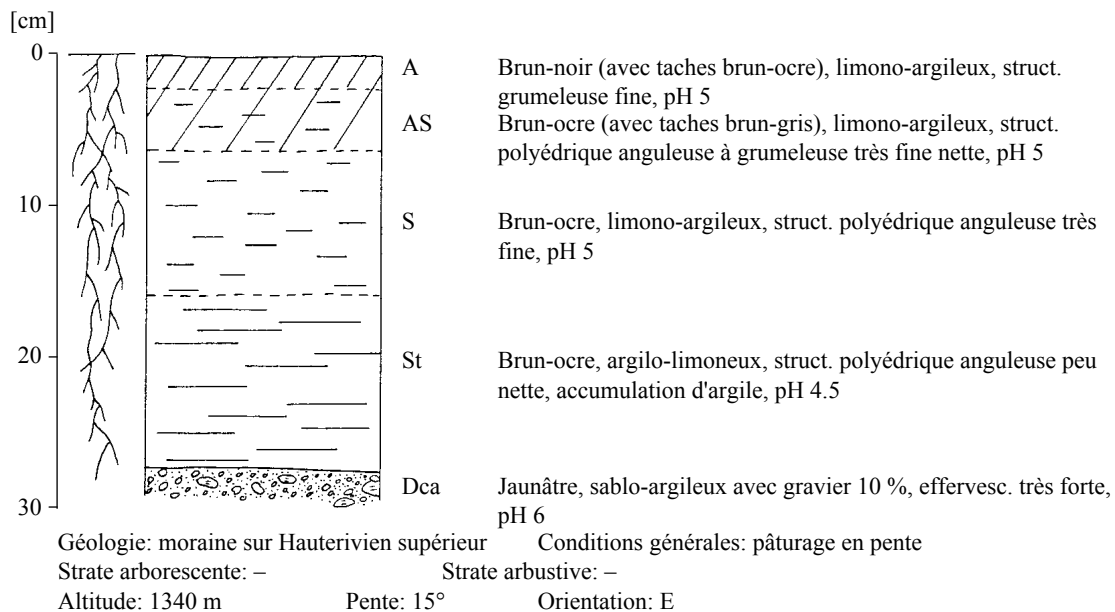 [cm]
0
A Brun-noir (avec taches brun-ocre), limono-argileux, struct.
grumeleuse fine, pH 5
AS Brun-ocre (avec taches brun-gris), limono-argileux, struct.
polyédrique anguleuse à grumeleuse très fine nette, pH 5
10
S Brun-ocre, limono-argileux, struct. polyédrique anguleuse très
fine, pH 5
20
St Brun-ocre, argilo-limoneux, struct. polyédrique anguleuse peu
nette, accumulation d'argile, pH 4.5
Dca Jaunâtre, sablo-argileux avec gravier 10 %, effervesc. très forte,
30
pH 6
Géologie: moraine sur Hauterivien supérieur Conditions générales: pâturage en pente
Strate arborescente: – Strate arbustive: –
Altitude: 1340 m Pente: 15° Orientation: E